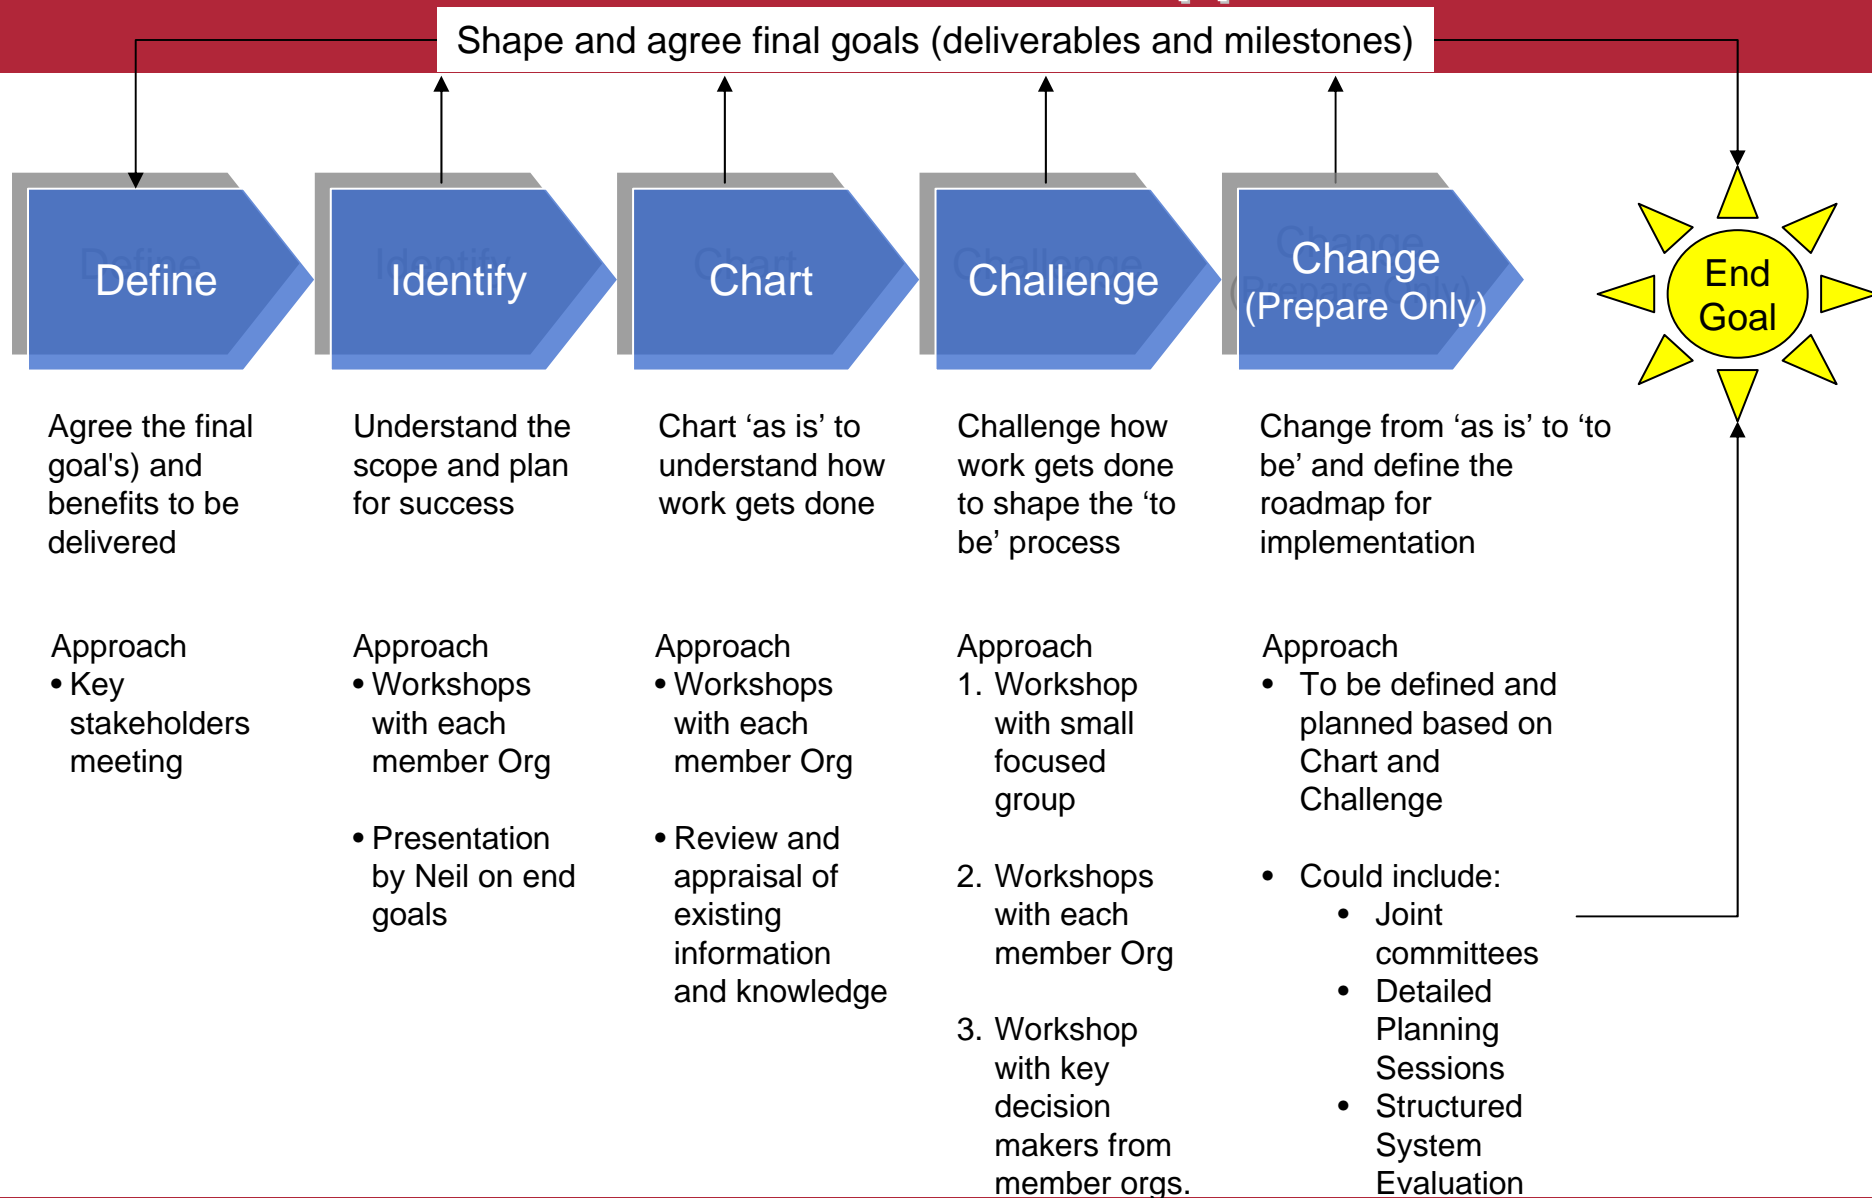 Shape and agree final goals (deliverables and milestones)
Define
Identify
Chart
Challenge
Change
(Prepare Only)
End
Goal
Agree the final
goal's) and
benefits to be
delivered
Understand the
scope and plan
for success
Chart ‘as is’ to
understand how
work gets done
Challenge how
work gets done
to shape the ‘to
be’ process
Change from ‘as is’ to ‘to
be’ and define the
roadmap for
implementation
Approach
• Key
stakeholders
meeting
Approach
• Workshops
with each
member Org
• Presentation
by Neil on end
goals
Approach
• Workshops
with each
member Org
• Review and
appraisal of
existing
information
and knowledge
Approach
1. Workshop
with small
focused
group
2. Workshops
with each
member Org
3. Workshop
with key
decision
makers from
member orgs.
Approach
• To be defined and
planned based on
Chart and
Challenge
• Could include:
• Joint
committees
• Detailed
Planning
Sessions
• Structured
System
Evaluation